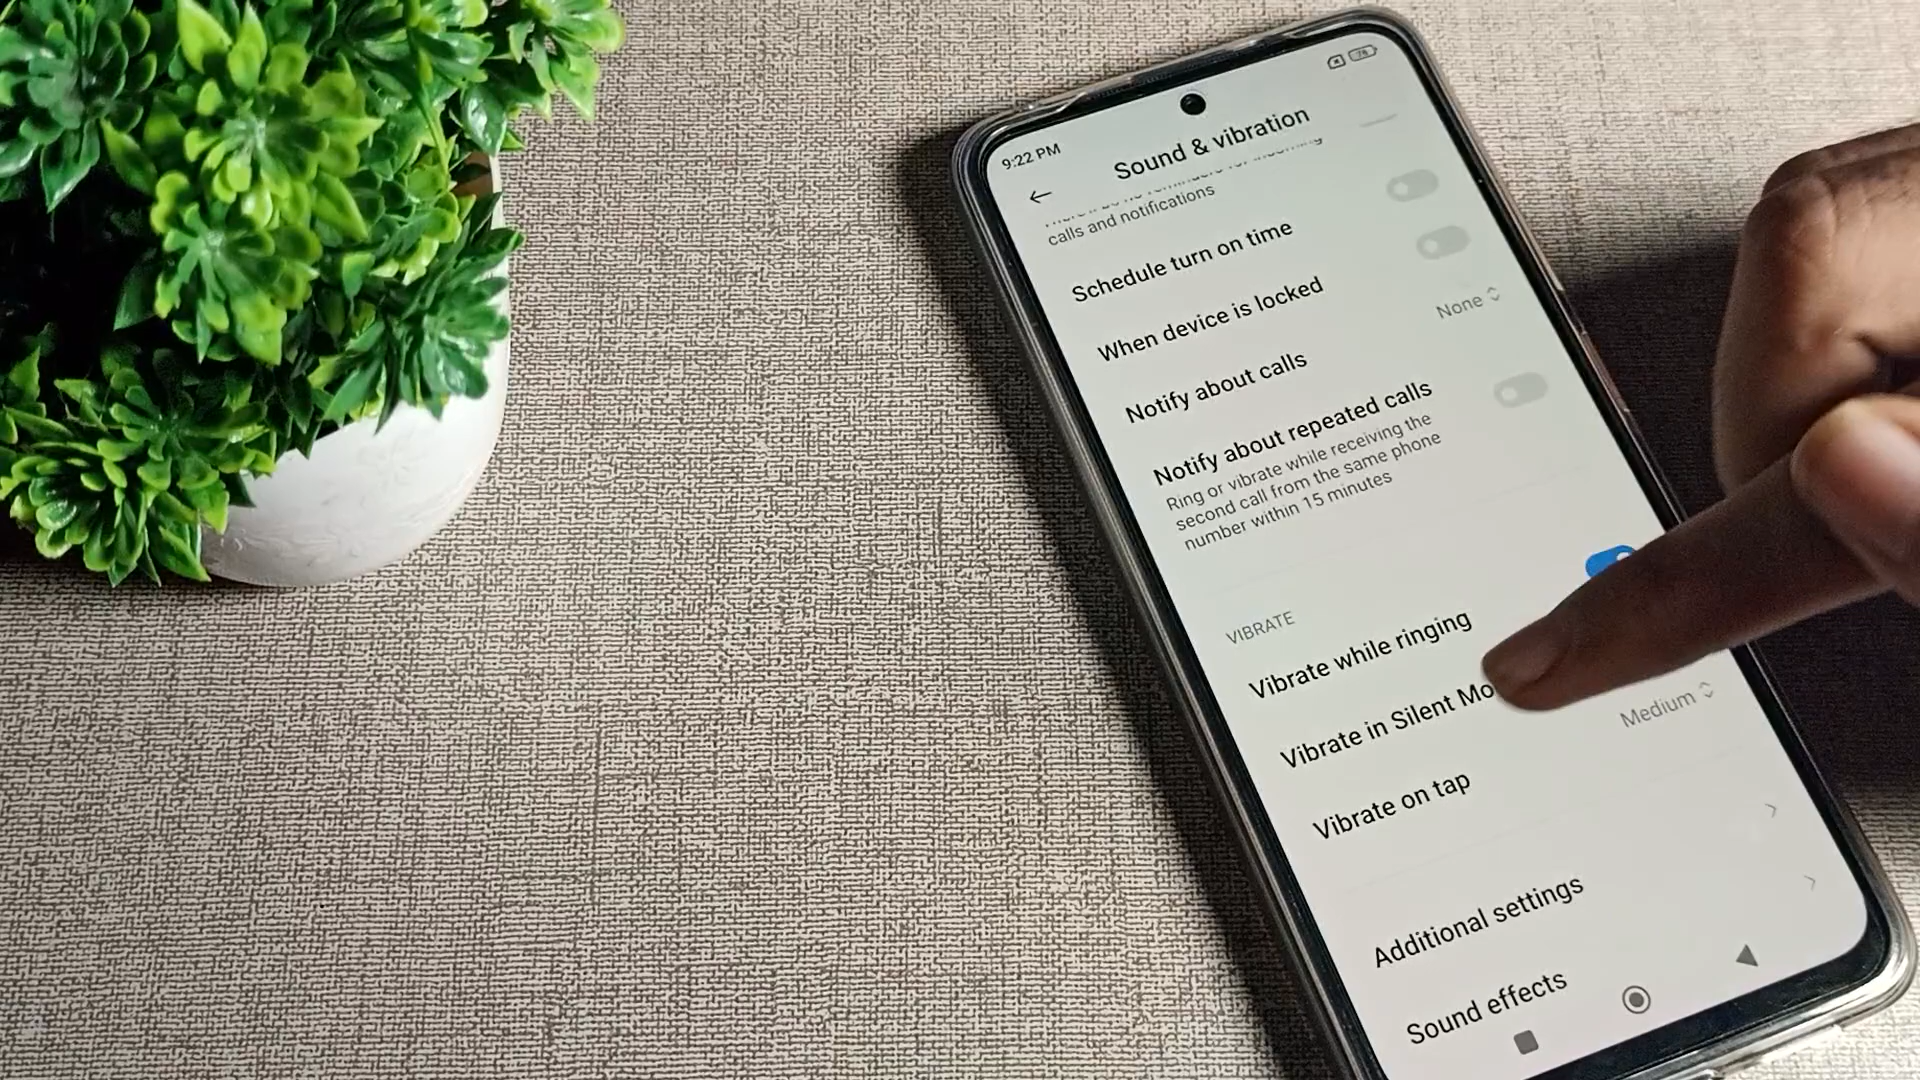 9:22 PM
Sound & vibration
calls and notifications
Schedule turn on time
When device is locked
Notify about calls None
Notify about repeated calls
Ring or vibrate while receiving the
second call from the same phone
number within 15 minutes
VIBRATE
Vibrate while ringing
Vibrate in Silent Mo
Vibrate on tap Medium
Additional settings
Sound effects